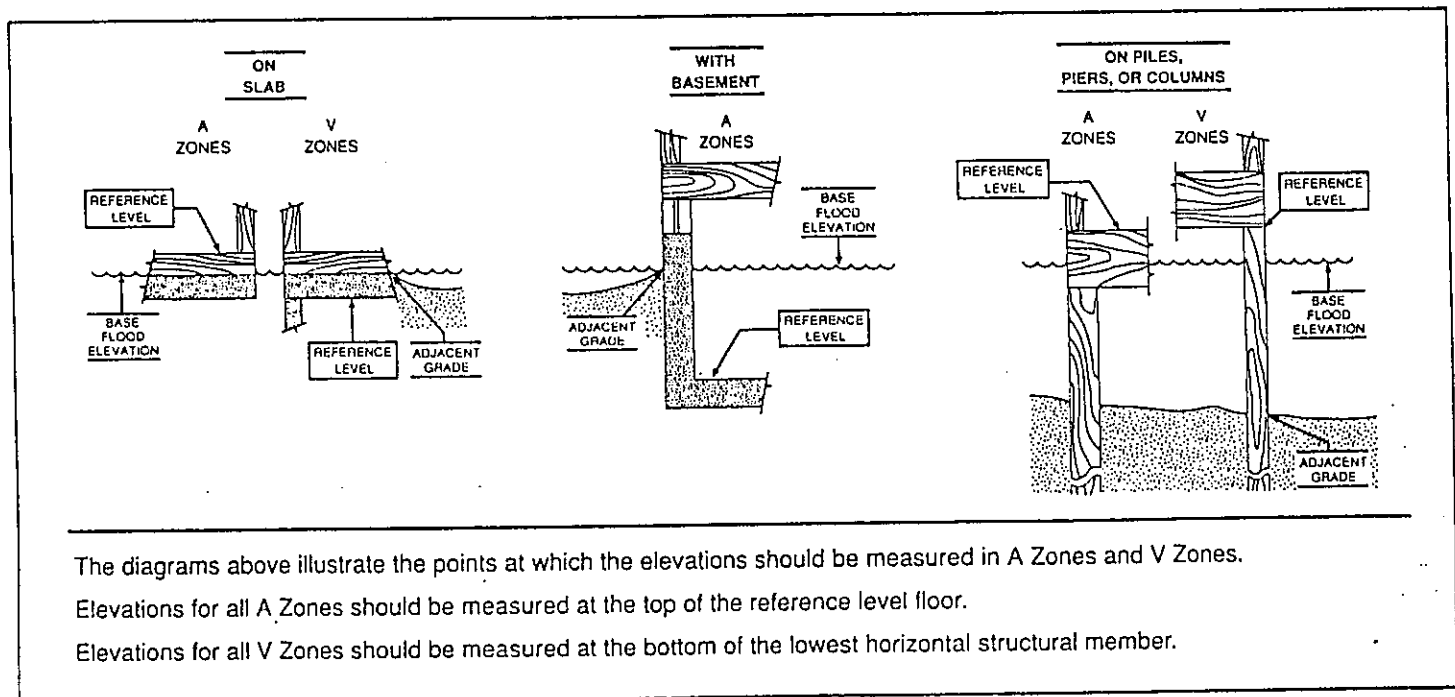 ON
SLAB
A
ZONES
V
ZONES
REFERENCE
LEVEL
BASE
FLOOD
ELEVATION
REFERENCE
LEVEL
ADJACENT
GRADE
WITH
BASEMENT
A
ZONES
BASE
FLOOD
ELEVATION
ADJACENT
GRADE
REFERENCE
LEVEL
ON PILES,
PIERS, OR COLUMNS
A
ZONES
V
ZONES
REFERENCE
LEVEL
REFERENCE
LEVEL
BASE
FLOOD
ELEVATION
ADJACENT
GRADE
The diagrams above illustrate the points at which the elevations should be measured in A Zones and V Zones.
Elevations for all A Zones should be measured at the top of the reference level floor.
Elevations for all V Zones should be measured at the bottom of the lowest horizontal structural member.